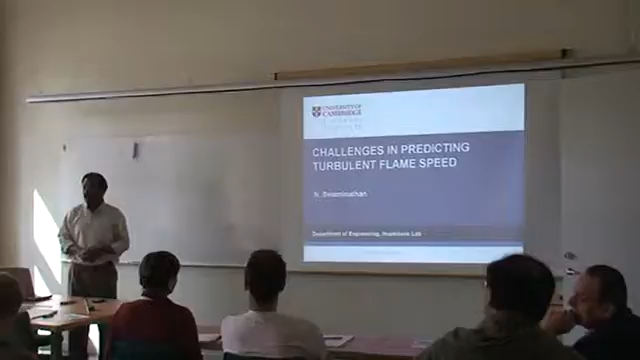 UNIVERSITY OF
CAMBRIDGE
CHALLENGES IN PREDICTING
TURBULENT FLAME SPEED
N. Swaminathan
Department of Engineering, Hopkinson Lab